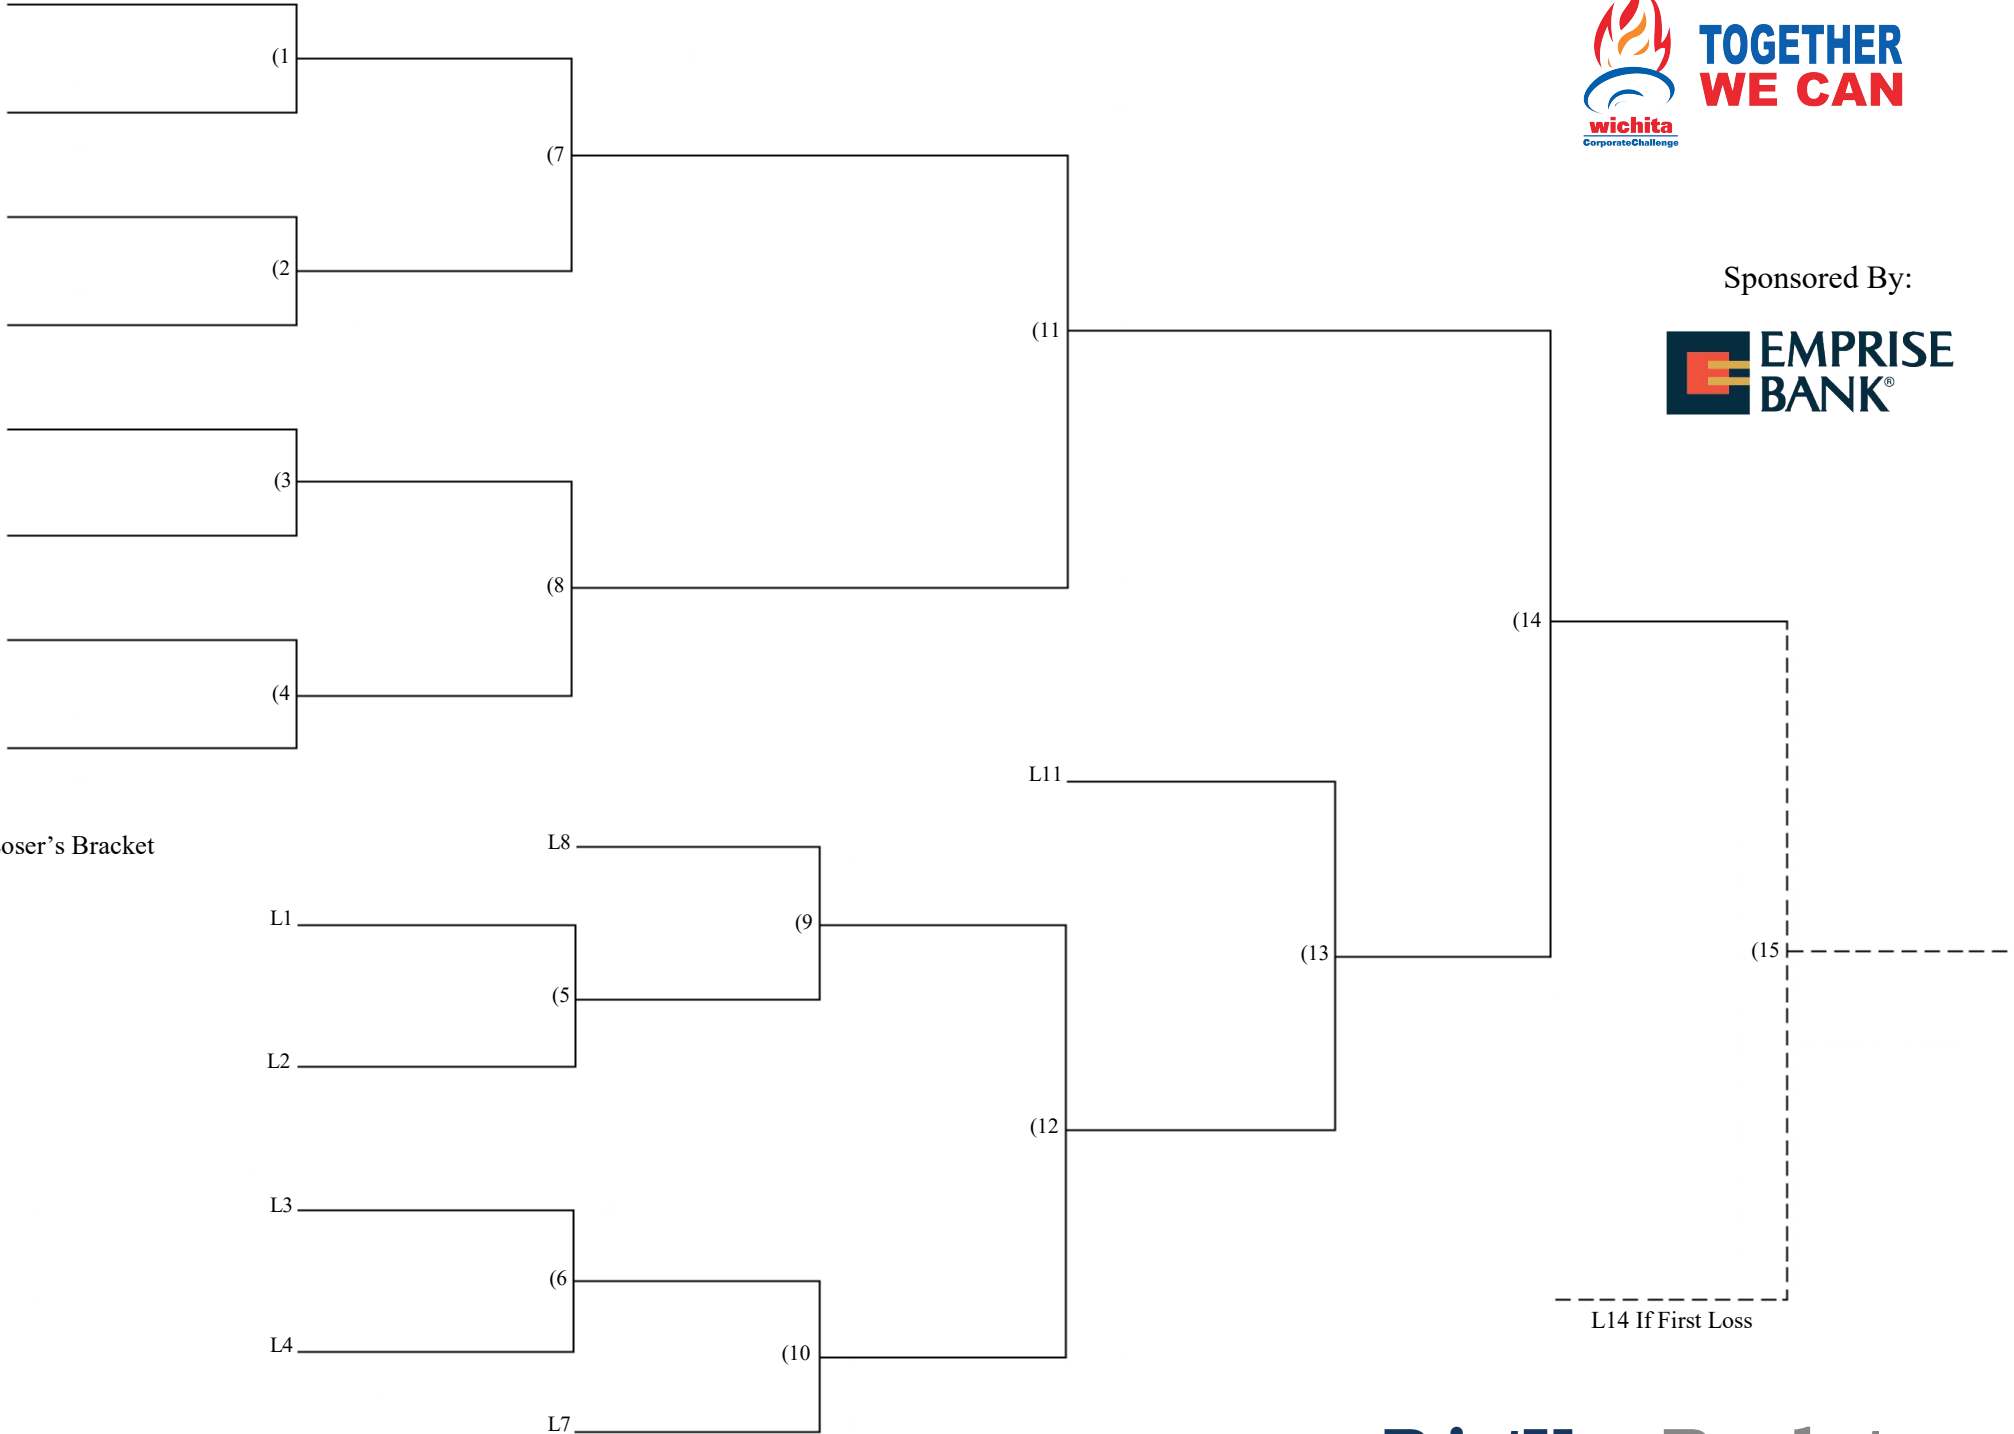 (1
TOGETHER
WE CAN
wichita
CorporateChallenge
(7
(2
Sponsored By:
(11
EMPRISE
BANK®
(3
(8
(14
(4
L11
oser’s Bracket
L8
L1
(9
(13
(15
(5
L2
(12
L3
(6
L14 If First Loss
L4
(10
L7